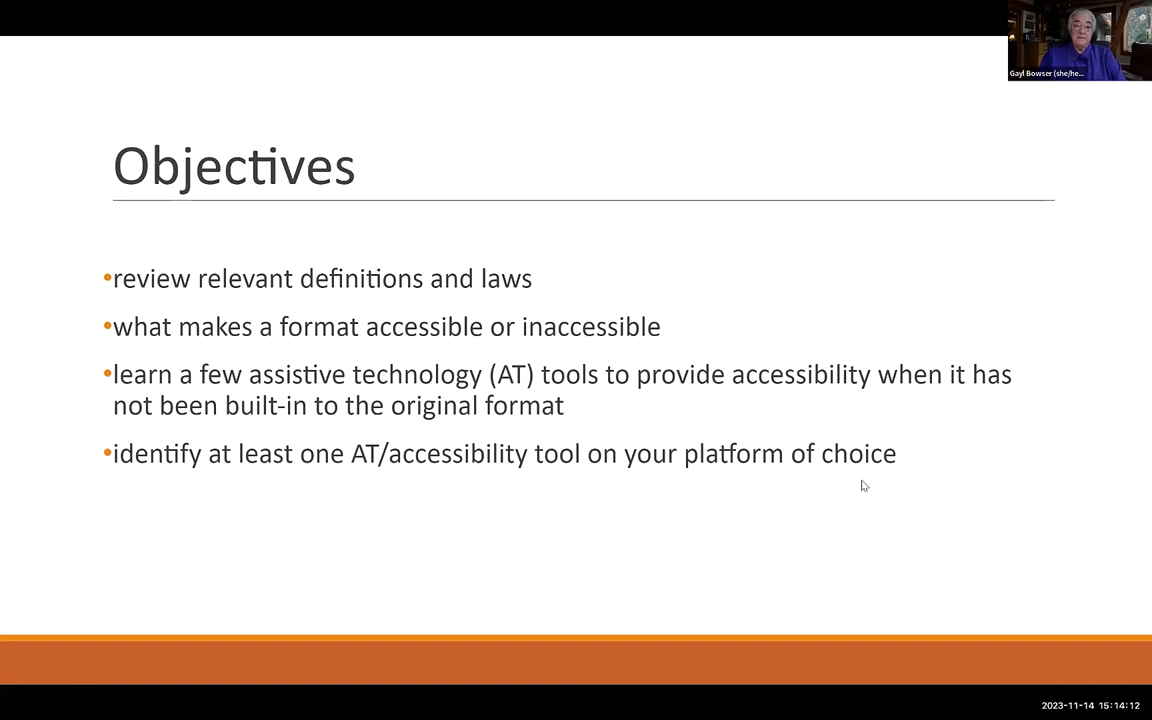 Gayl Bowser (she/he...
Objectives
•review relevant definitions and laws
•what makes a format accessible or inaccessible
•learn a few assistive technology (AT) tools to provide accessibility when it has
not been built-in to the original format
•identify at least one AT/accessibility tool on your platform of choice
2023-11-14 15:14:12